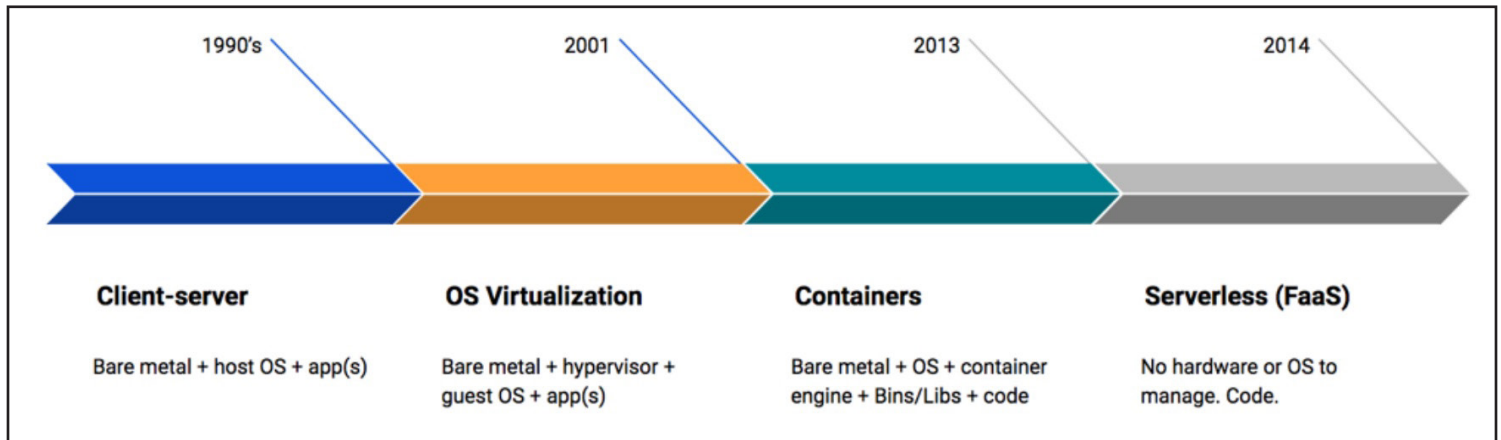 1990's
2001
2013
2014
Client-server
OS Virtualization
Containers
Serverless (FaaS)
Bare metal + host OS + app(s)
Bare metal + hypervisor +
guest OS + app(s)
Bare metal + OS + container
engine + Bins/Libs + code
No hardware or OS to
manage. Code.